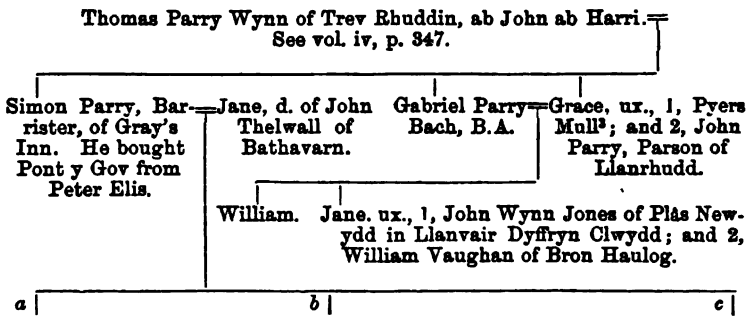 Thomas Parry Wynn of Trev Rhuddin, ab John ab Harri.
See vol. iv, p. 347.
Simon Parry, Bar-
rister, of Gray's
Inn. He bought
Pont y Gov from
Peter Elis.
Jane, d. of John
Thelwall of
Bathavarn.
Gabriel Parry
Bach, B.A.
Grace, ux., 1, Pyers
Mull³; and 2, John
Parry, Parson of
Llanrhudd.
William.
Jane. ux., 1, John Wynn Jones of Plâs New-
ydd in Llanvair Dyffryn Clwydd; and 2,
William Vaughan of Bron Haulog.
a
b
c